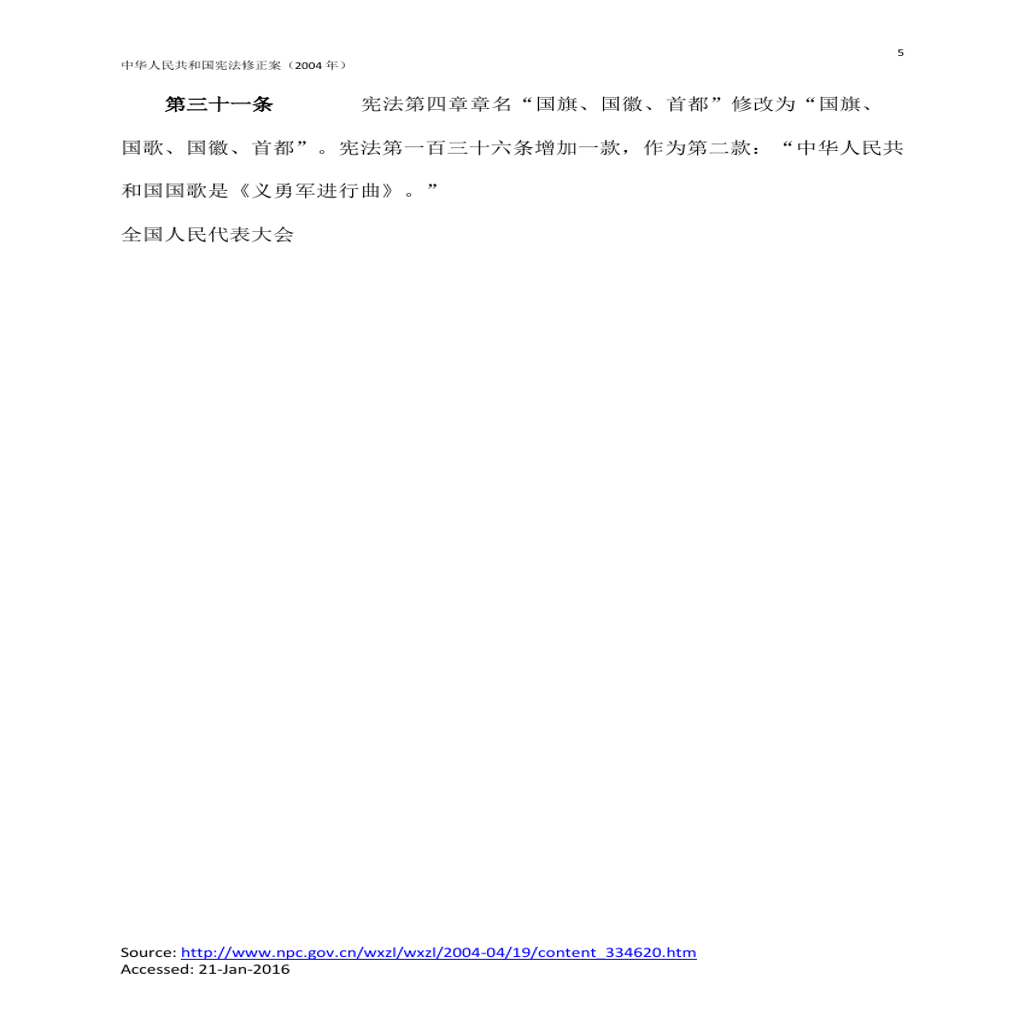 5
中华人民共和国宪法修正案（2004 年）
第三十一条 宪法第四章章名“国旗、国徽、首都”修改为“国旗、
国歌、国徽、首都”。宪法第一百三十六条增加一款，作为第二款：“中华人民共
和国国歌是《义勇军进行曲》。”
全国人民代表大会
Source: http://www.npc.gov.cn/wxzl/wxzl/2004-04/19/content_334620.htm
Accessed: 21-Jan-2016